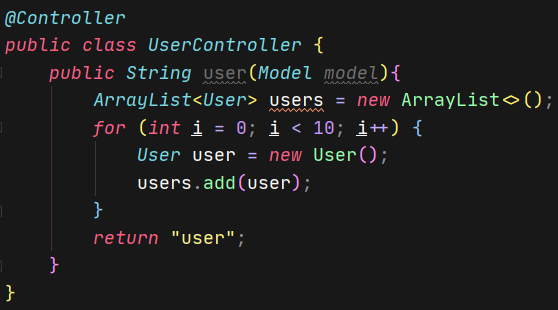 @Controller
public class UserController {
    public String user(Model model){
        ArrayList<User> users = new ArrayList<>();
        for (int i = 0; i < 10; i++) {
            User user = new User();
            users.add(user);
        }
        return "user";
    }
}